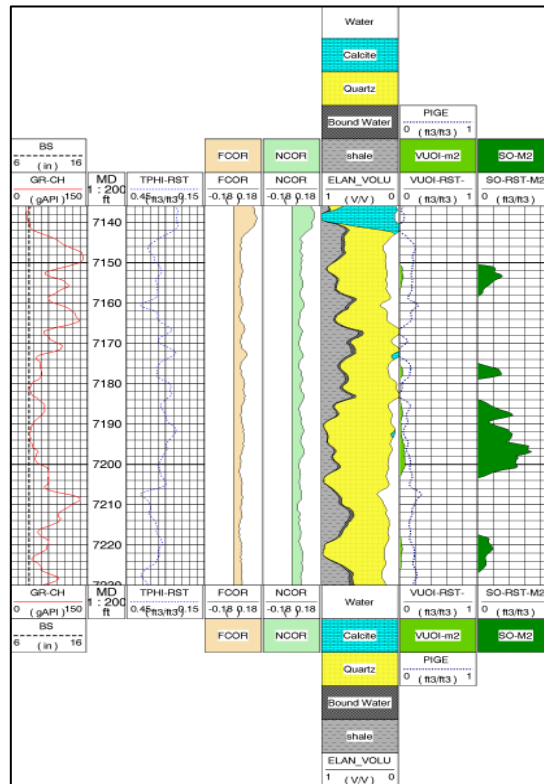 Water
Calcite
Quartz
Bound Water
PIGE
0 ( ft3/ft3 ) 1
BS
6 (in) 16
FCOR
NCOR
shale
VUOI-m2
SO-M2
GR-CH
0 ( gAPI ) 150
MD
1 : 200
ft
TPHI-RST
0.45 ( ft3/ft3 ) 0.15
FCOR
-0.18 ( ) 0.18
NCOR
-0.18 ( ) 0.18
ELAN_VOLU
1 ( V/V ) 0
VUOI-RST-
0 ( ft3/ft3 ) 1
SO-RST-M2
0 ( ft3/ft3 ) 1
7140
7150
7160
7170
7180
7190
7200
7210
7220
7230
GR-CH
0 ( gAPI ) 150
MD
1 : 200
ft
TPHI-RST
0.45 ( ft3/ft3 ) 0.15
FCOR
-0.18 ( ) 0.18
NCOR
-0.18 ( ) 0.18
Water
VUOI-RST-
0 ( ft3/ft3 ) 1
SO-RST-M2
0 ( ft3/ft3 ) 1
BS
6 ( in ) 16
FCOR
NCOR
Calcite
VUOI-m2
SO-M2
Quartz
PIGE
0 ( ft3/ft3 ) 1
Bound Water
shale
ELAN_VOLU
1 ( V/V ) 0